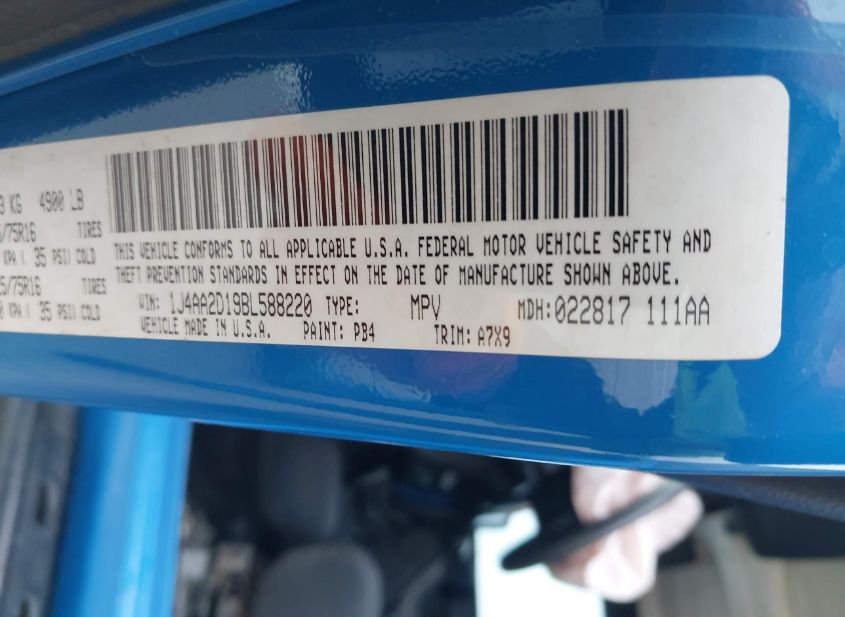 3 KG 4900 LB
/75R16 TIRES
KPA ( 35 PSI) COLD
5/75R16 TIRES
0 KPA ( 35 PSI) COLD
THIS VEHICLE CONFORMS TO ALL APPLICABLE U.S.A. FEDERAL MOTOR VEHICLE SAFETY AND
THEFT PREVENTION STANDARDS IN EFFECT ON THE DATE OF MANUFACTURE SHOWN ABOVE.
VIN: 1J4AA2D19BL588220 TYPE: MPV MDH:022817 111AA
VEHICLE MADE IN U.S.A. PAINT: PB4 TRIM: A7X9